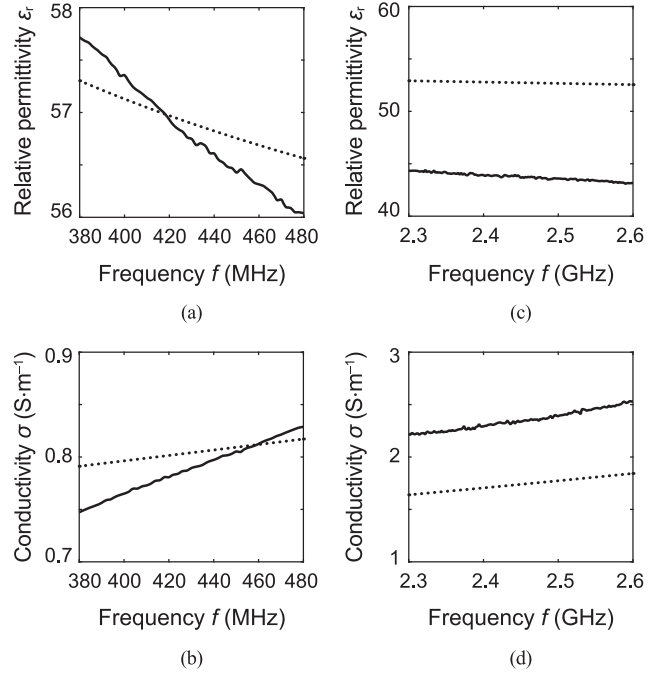 58
57
56
Relative permittivity εr
380 400 420 440 460 480
Frequency f (MHz)
(a)
60
50
40
Relative permittivity εr
2.3 2.4 2.5 2.6
Frequency f (GHz)
(c)
0.9
0.8
0.7
Conductivity σ (S·m⁻¹)
380 400 420 440 460 480
Frequency f (MHz)
(b)
3
2
1
Conductivity σ (S·m⁻¹)
2.3 2.4 2.5 2.6
Frequency f (GHz)
(d)